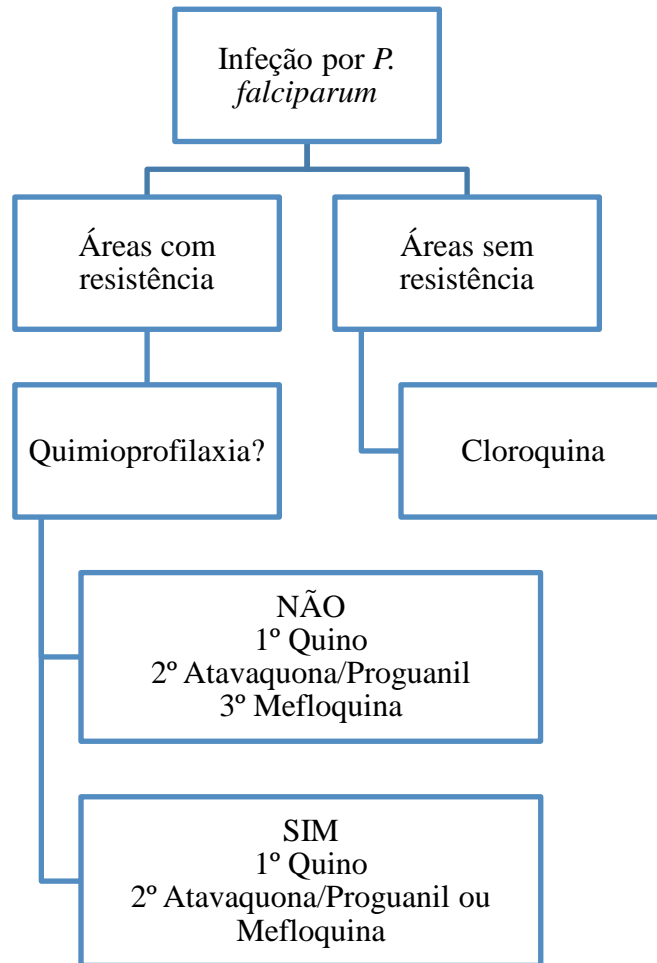 Infeção por P.
falciparum
Áreas com
resistência
Áreas sem
resistência
Quimioprofilaxia?
Cloroquina
NÃO
1º Quino
2º Atavaquona/Proguanil
3º Mefloquina
SIM
1º Quino
2º Atavaquona/Proguanil ou
Mefloquina